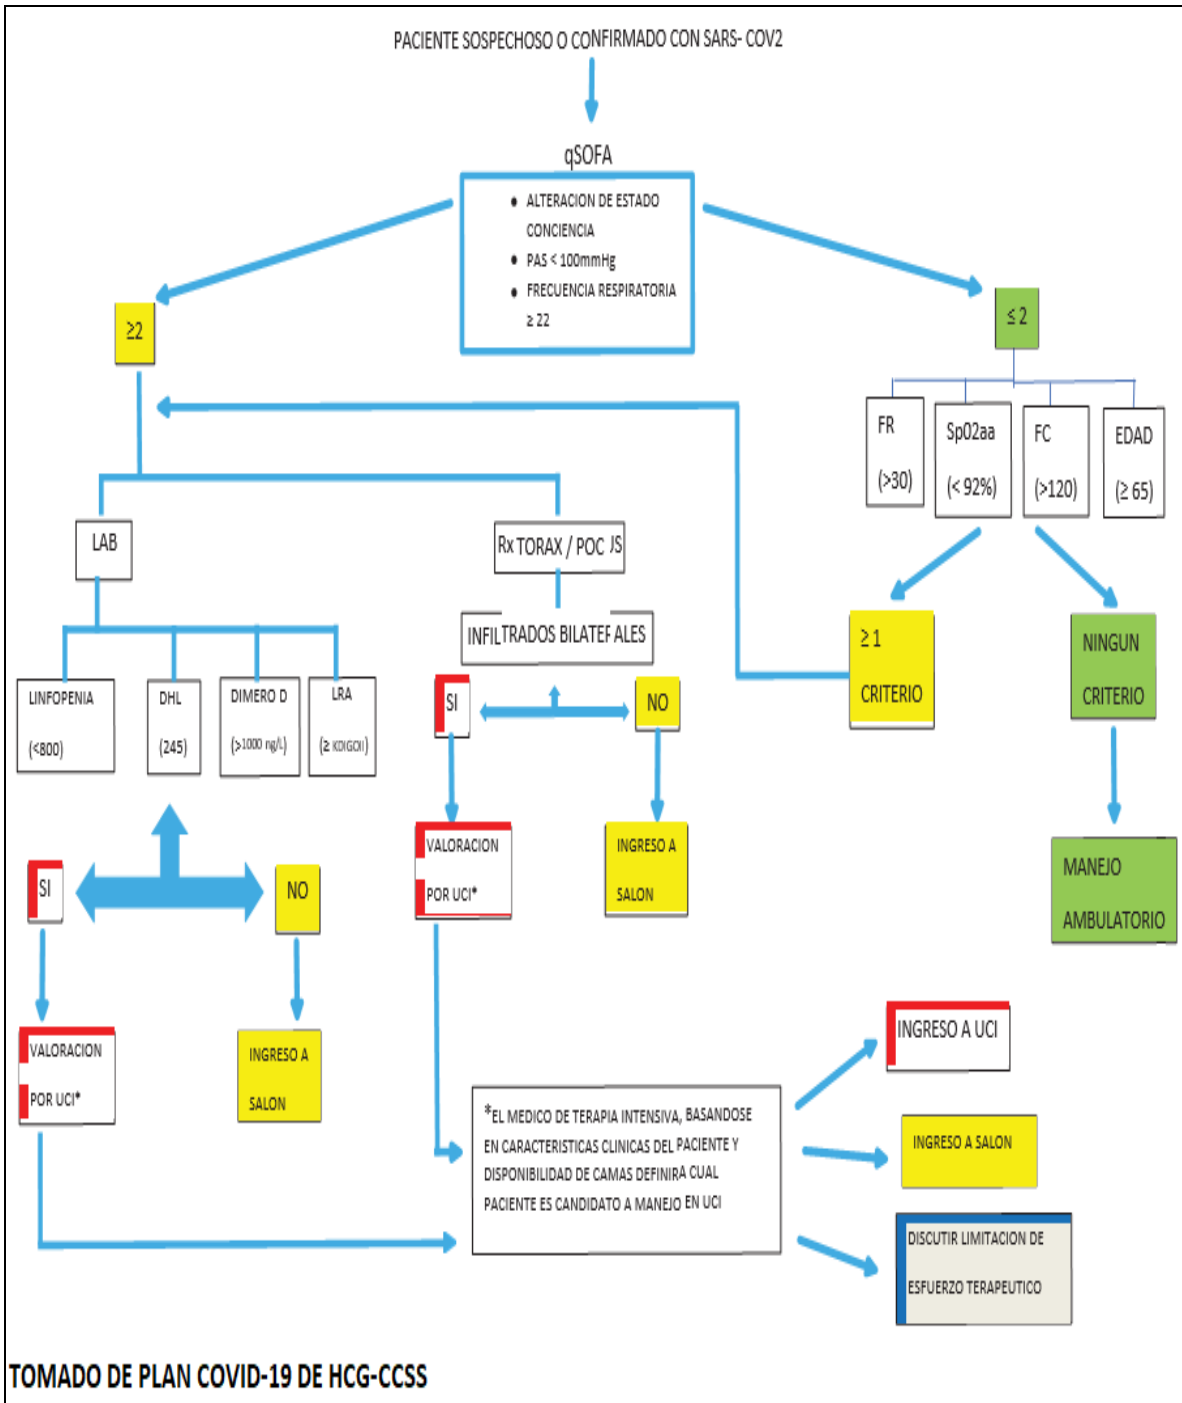 PACIENTE SOSPECHOSO O CONFIRMADO CON SARS- COV2
qSOFA
• ALTERACION DE ESTADO
CONCIENCIA
• PAS < 100mmHg
• FRECUENCIA RESPIRATORIA
≥ 22
≥2
≤ 2
FR
(>30)
Sp02aa
(< 92%)
FC
(>120)
EDAD
(≥ 65)
LAB
Rx TORAX / POC US
INFILTRADOS BILATERALES
≥ 1
CRITERIO
NINGUN
CRITERIO
LINFOPENIA
(<800)
DHL
(245)
DIMERO D
(>1000 ng/L)
LRA
(≥ KDIGOII)
SI
NO
VALORACION
POR UCI*
INGRESO A
SALON
MANEJO
AMBULATORIO
SI
NO
VALORACION
POR UCI*
INGRESO A
SALON
*EL MEDICO DE TERAPIA INTENSIVA, BASANDOSE
EN CARACTERISTICAS CLINICAS DEL PACIENTE Y
DISPONIBILIDAD DE CAMAS DEFINIRA CUAL
PACIENTE ES CANDIDATO A MANEJO EN UCI
INGRESO A UCI
INGRESO A SALON
DISCUTIR LIMITACION DE
ESFUERZO TERAPEUTICO
TOMADO DE PLAN COVID-19 DE HCG-CCSS